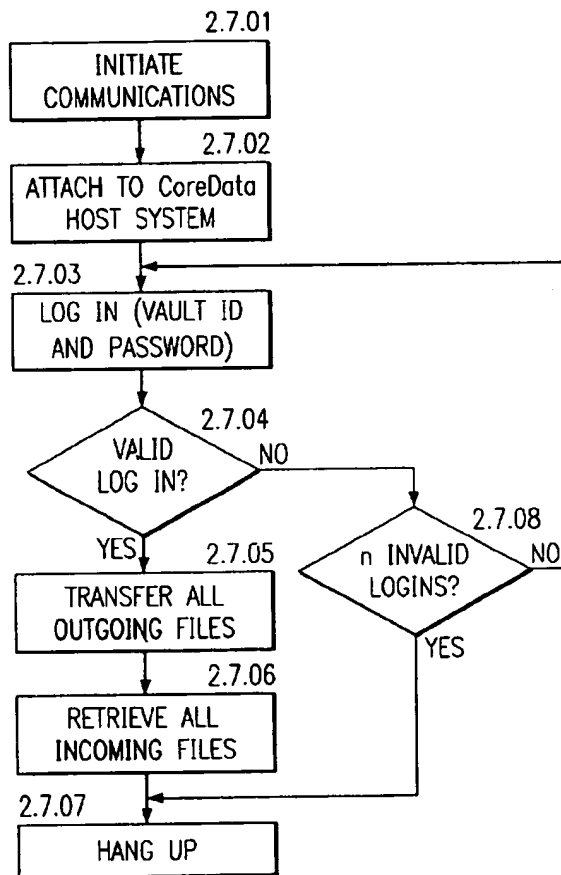 2.7.01
INITIATE
COMMUNICATIONS
2.7.02
ATTACH TO CoreData
HOST SYSTEM
2.7.03
LOG IN (VAULT ID
AND PASSWORD)
2.7.04
VALID
LOG IN?
NO
YES
2.7.08
n INVALID
LOGINS?
NO
YES
2.7.05
TRANSFER ALL
OUTGOING FILES
2.7.06
RETRIEVE ALL
INCOMING FILES
2.7.07
HANG UP